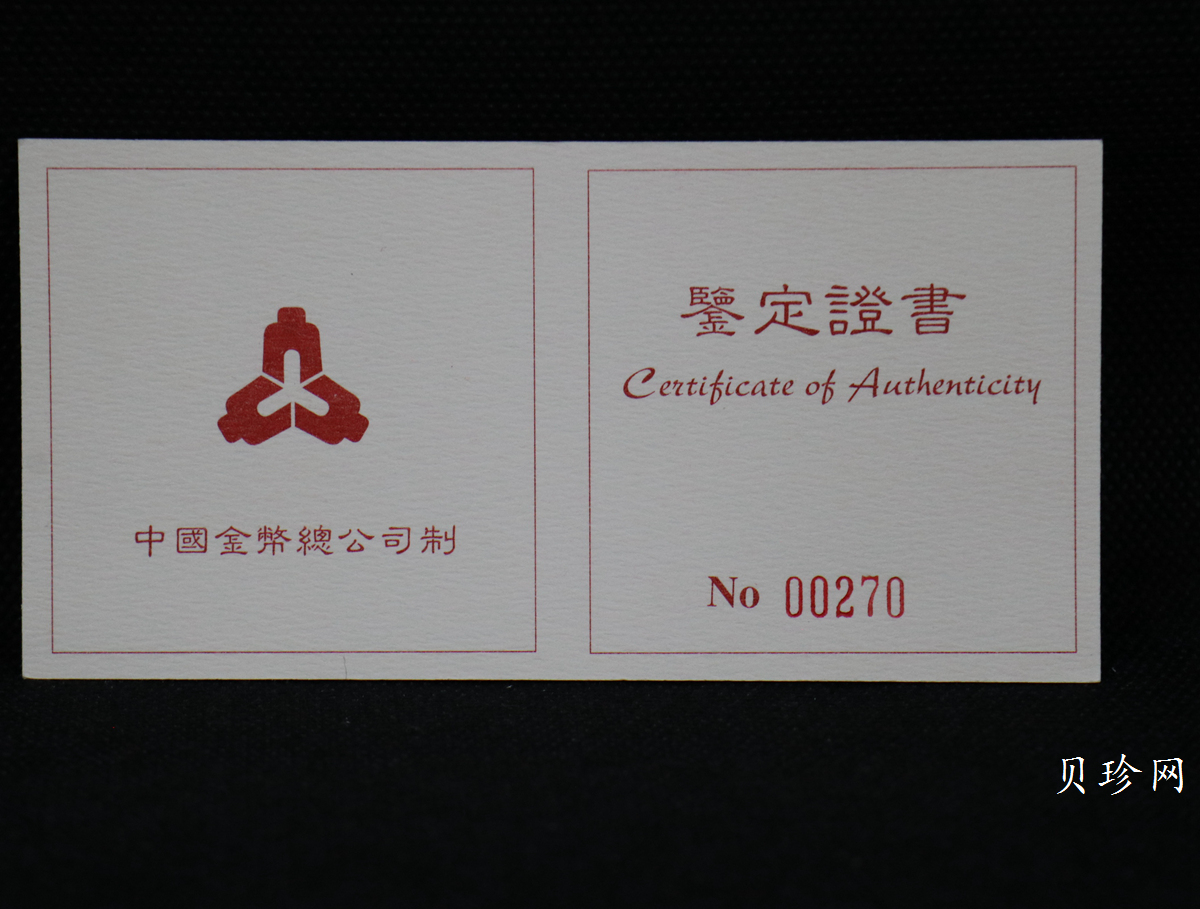 中國金幣總公司制
鑒定證書
Certificate of Authenticity
No 00270
贝珍网